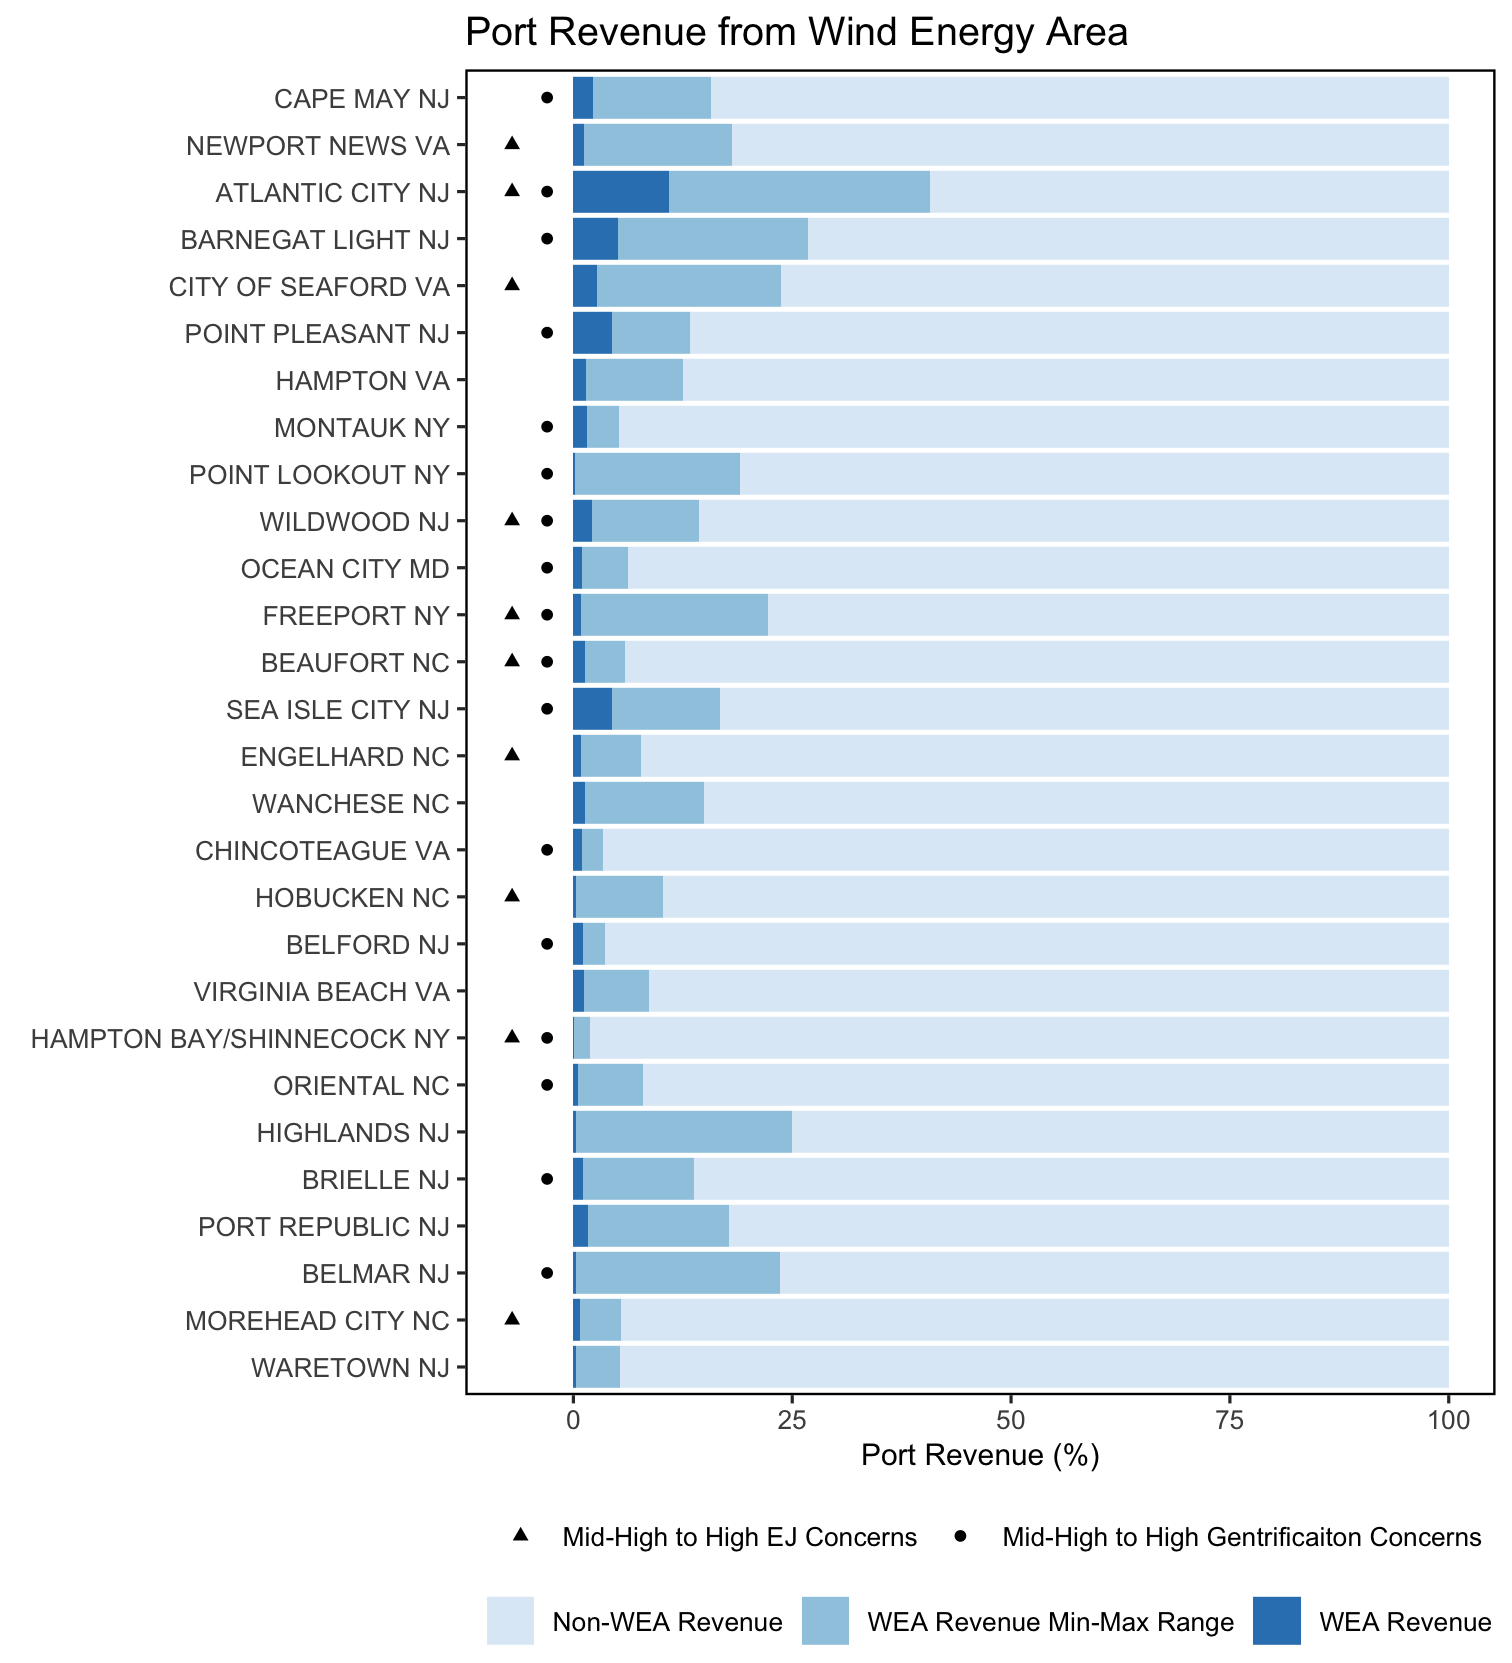 Port Revenue from Wind Energy Area
CAPE MAY NJ
NEWPORT NEWS VA
ATLANTIC CITY NJ
BARNEGAT LIGHT NJ
CITY OF SEAFORD VA
POINT PLEASANT NJ
HAMPTON VA
MONTAUK NY
POINT LOOKOUT NY
WILDWOOD NJ
OCEAN CITY MD
FREEPORT NY
BEAUFORT NC
SEA ISLE CITY NJ
ENGELHARD NC
WANCHESE NC
CHINCOTEAGUE VA
HOBUCKEN NC
BELFORD NJ
VIRGINIA BEACH VA
HAMPTON BAY/SHINNECOCK NY
ORIENTAL NC
HIGHLANDS NJ
BRIELLE NJ
PORT REPUBLIC NJ
BELMAR NJ
MOREHEAD CITY NC
WARETOWN NJ
0 25 50 75 100
Port Revenue (%)
Mid-High to High EJ Concerns Mid-High to High Gentrificaiton Concerns
Non-WEA Revenue WEA Revenue Min-Max Range WEA Revenue